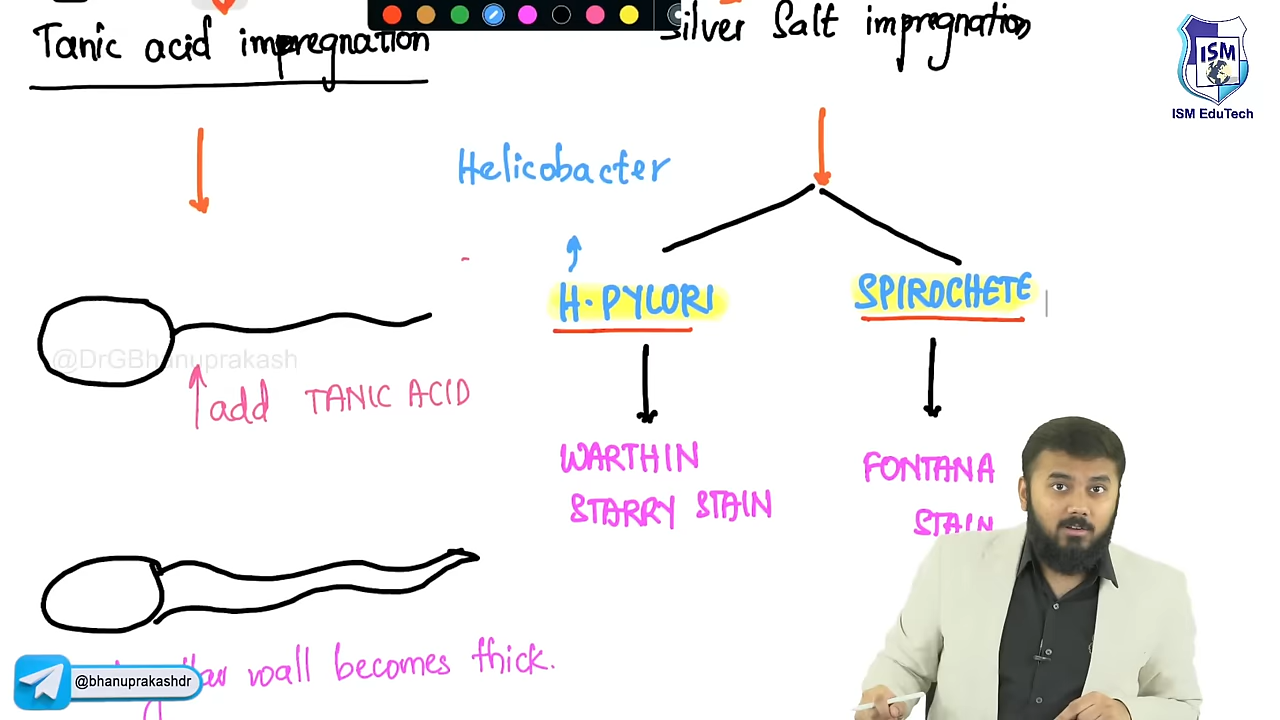 Tanic acid impregnation
Silver Salt impregnation
ISM
ISM EduTech
Helicobacter
H. PYLORI
SPIROCHETE
@DrGBhanuprakash
add TANIC ACID
WARTHIN
STARRY STAIN
FONTANA
STAIN
wall becomes thick.
@bhanuprakashdr